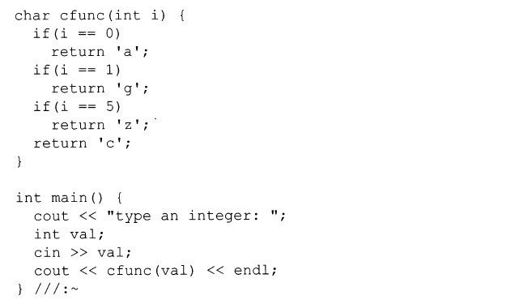 char cfunc(int i) {
  if(i == 0)
    return 'a';
  if(i == 1)
    return 'g';
  if(i == 5)
    return 'z';
  return 'c';
}

int main() {
  cout << "type an integer: ";
  int val;
  cin >> val;
  cout << cfunc(val) << endl;
} ///:~